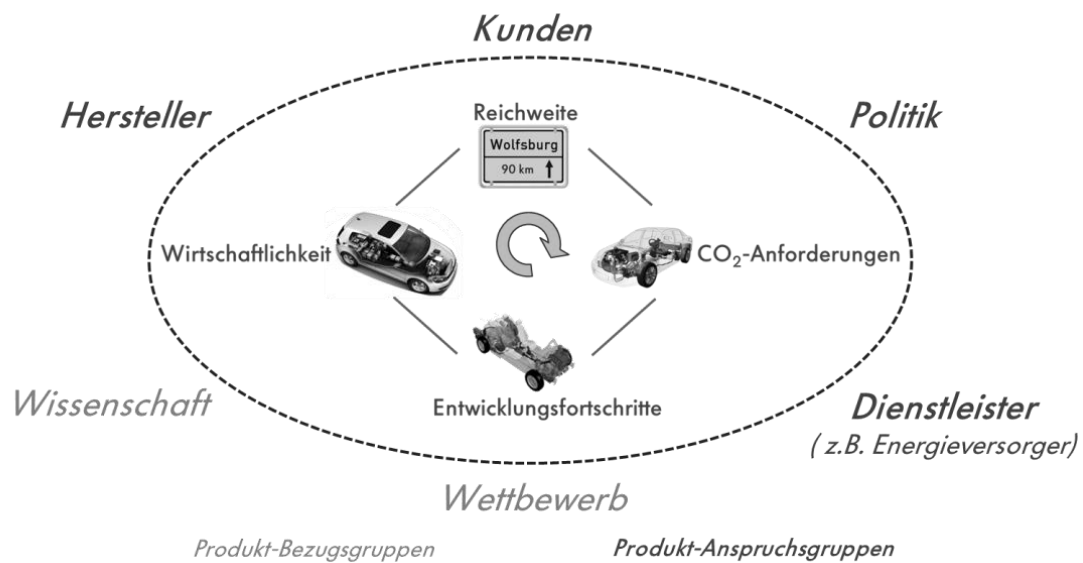 Kunden
Hersteller
Politik
Reichweite
Wolfsburg
90 km
Wirtschaftlichkeit
CO₂-Anforderungen
Entwicklungsfortschritte
Wissenschaft
Dienstleister
( z.B. Energieversorger)
Wettbewerb
Produkt-Bezugsgruppen
Produkt-Anspruchsgruppen